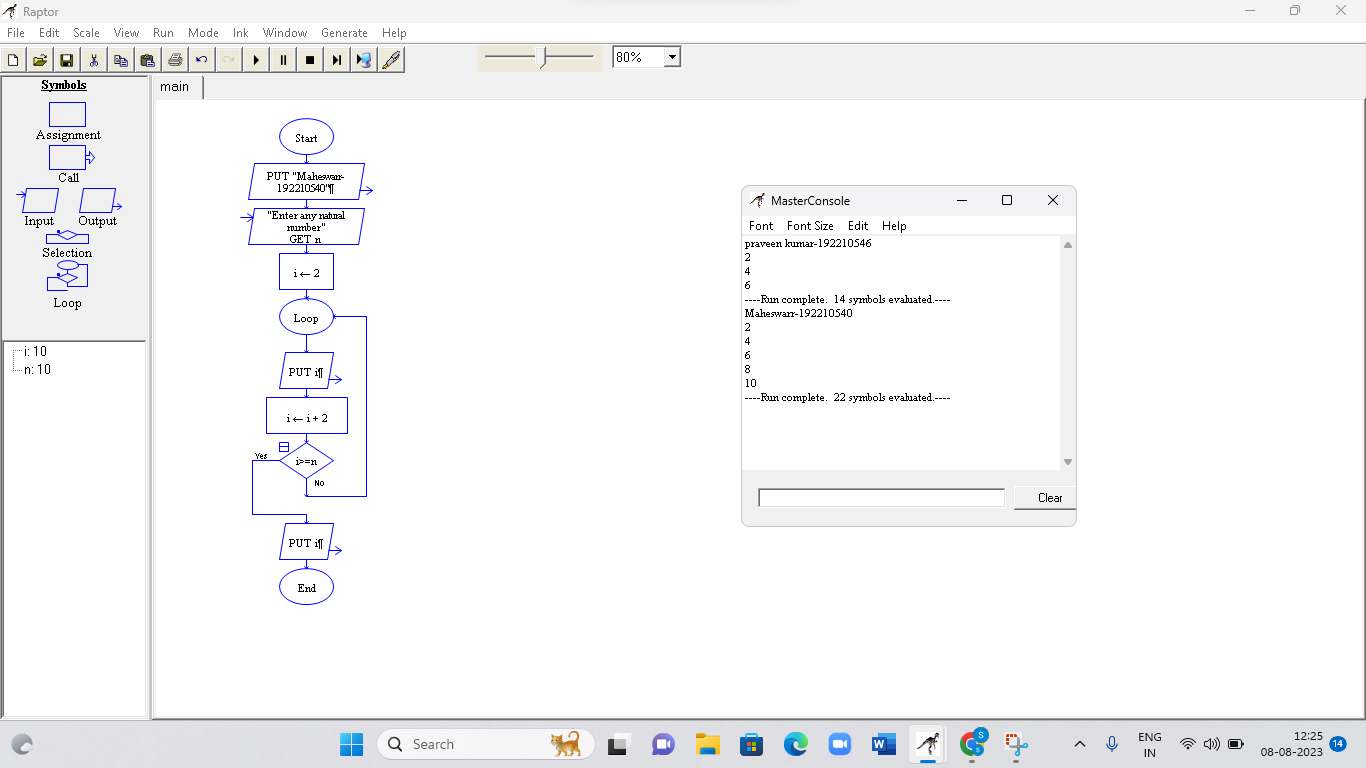 Raptor
File Edit Scale View Run Mode Ink Window Generate Help
80%
Symbols
Assignment
Call
Input Output
Selection
Loop
i: 10
n: 10
main
Start
PUT "Maheswarr-
192210540"¶
"Enter any natural
number"
GET n
i ← 2
Loop
PUT i¶
i ← i + 2
Yes
i>=n
No
PUT i¶
End
MasterConsole
Font Font Size Edit Help
praveen kumar-192210546
2
4
6
----Run complete. 14 symbols evaluated.----
Maheswarr-192210540
2
4
6
8
10
----Run complete. 22 symbols evaluated.----
Clear
Search
S
ENG
IN
12:25
08-08-2023
14